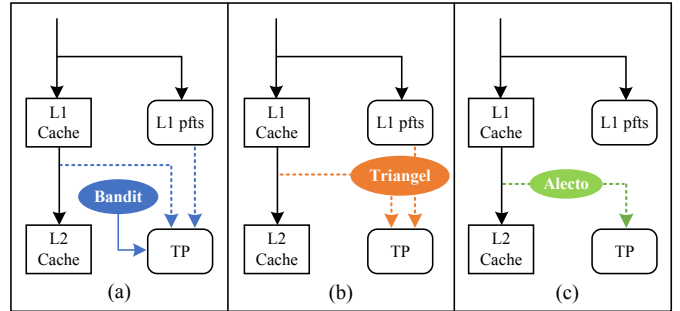 L1
Cache
L1 pfts
Bandit
L2
Cache
TP
(a)
L1
Cache
L1 pfts
Triangel
L2
Cache
TP
(b)
L1
Cache
L1 pfts
Alecto
L2
Cache
TP
(c)